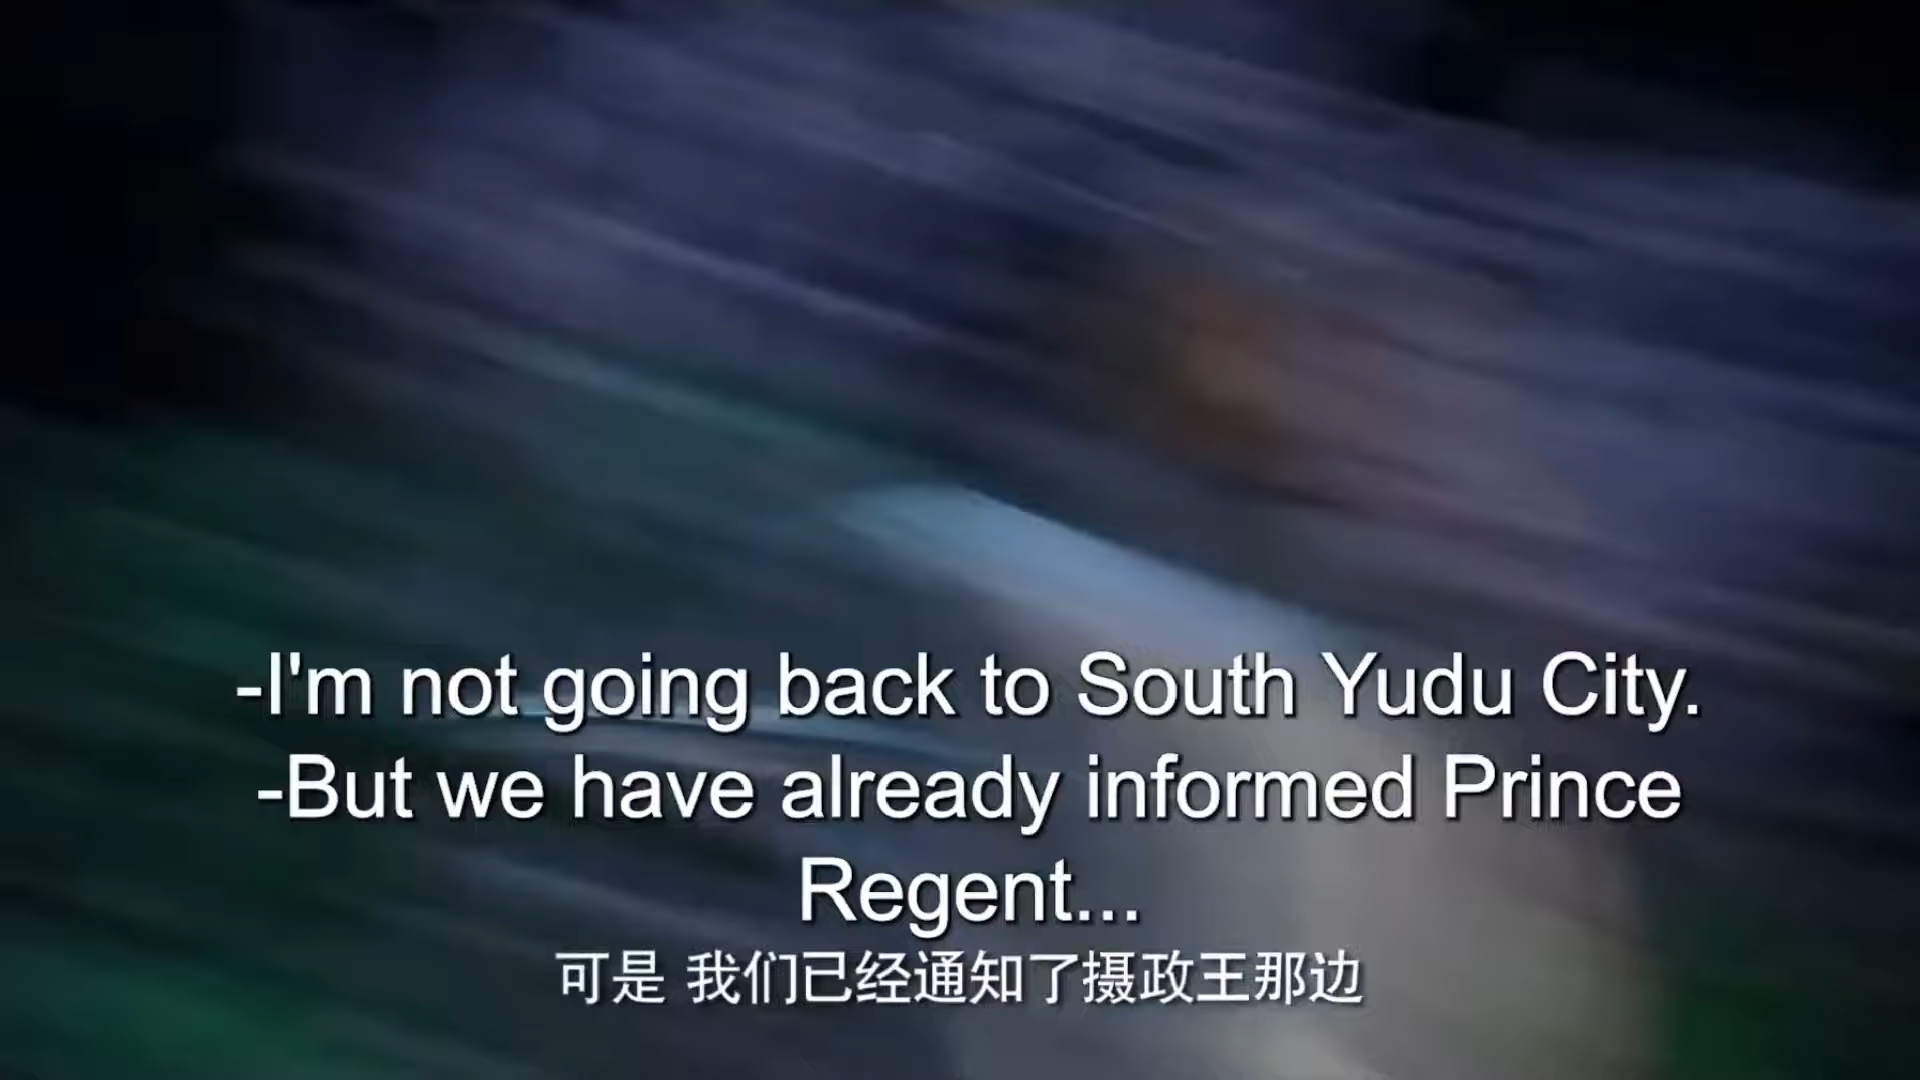 -I'm not going back to South Yudu City.
-But we have already informed Prince
Regent...
可是 我们已经通知了摄政王那边